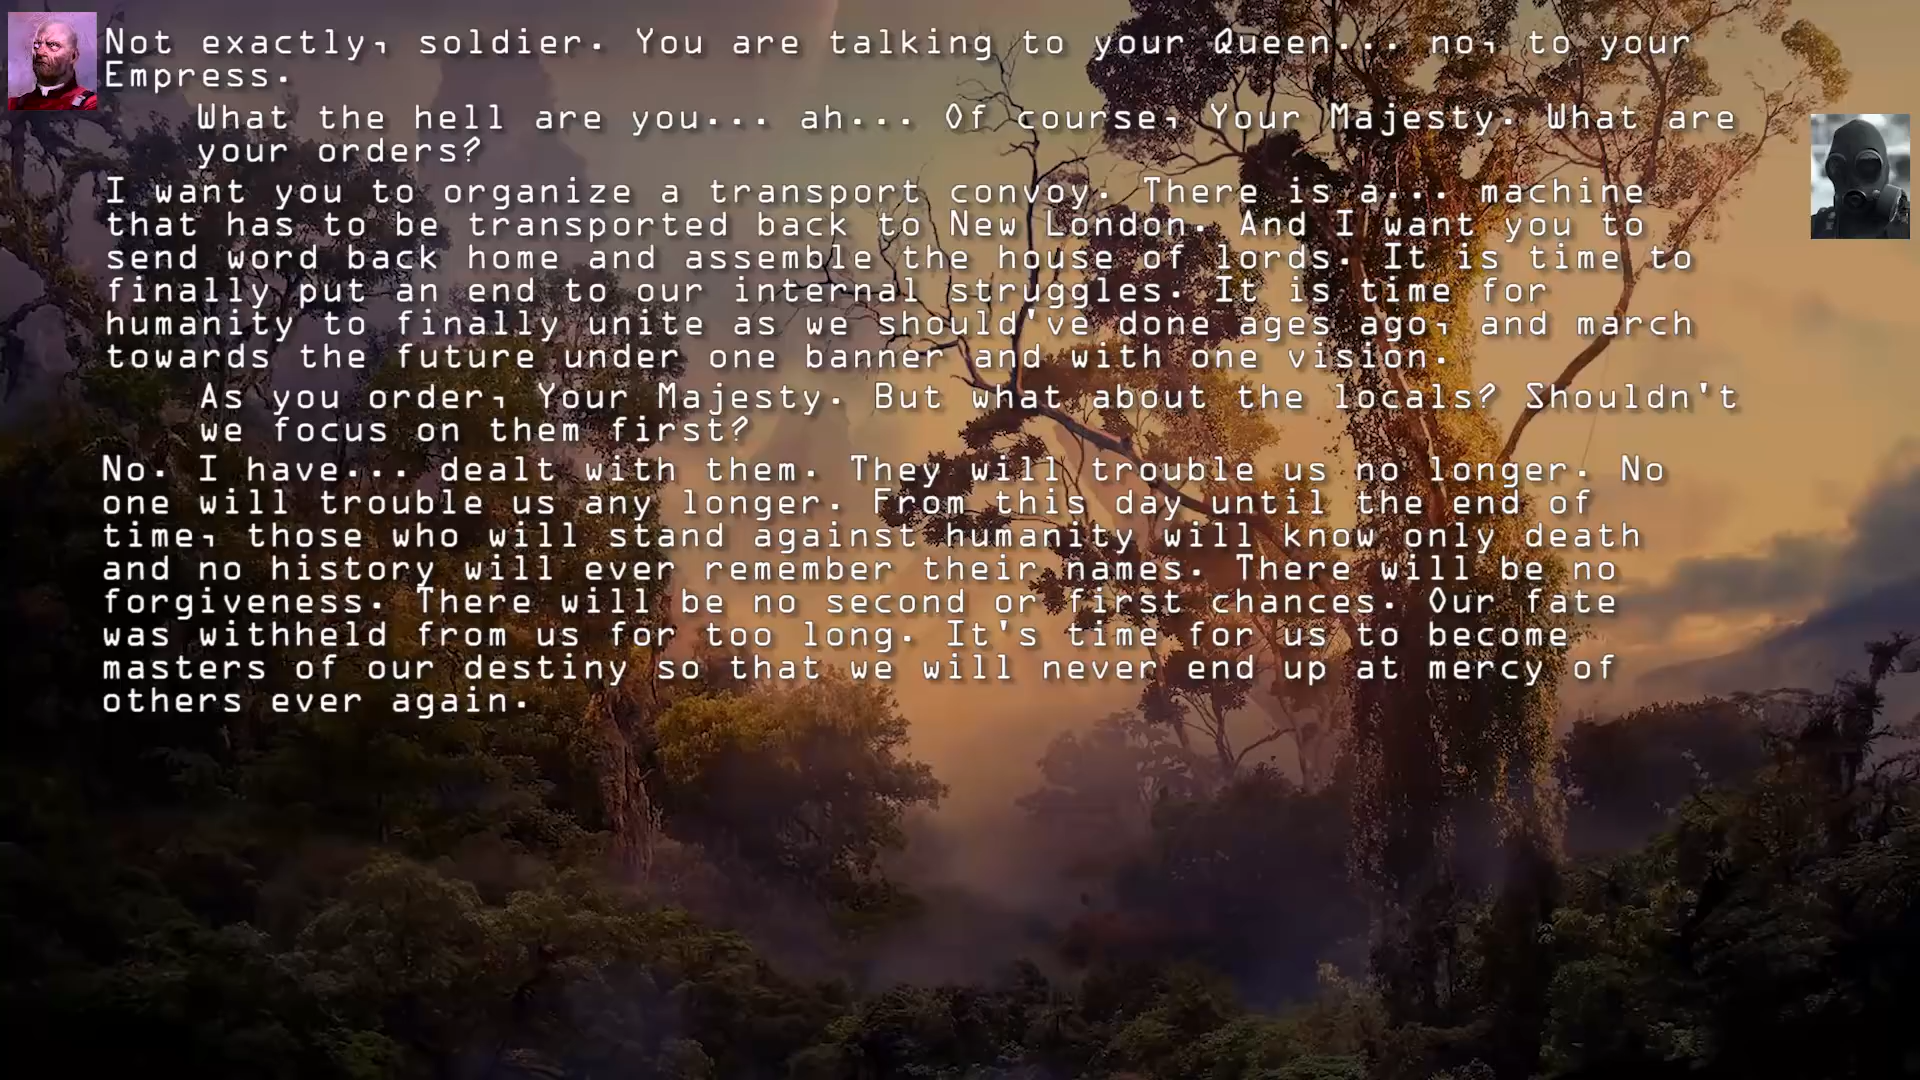 Not exactly, soldier. You are talking to your Queen... no, to your
Empress.
What the hell are you... ah... Of course, Your Majesty. What are
your orders?
I want you to organize a transport convoy. There is a... machine
that has to be transported back to New London. And I want you to
send word back home and assemble the house of lords. It is time to
finally put an end to our internal struggles. It is time for
humanity to finally unite as we should've done ages ago, and march
towards the future under one banner and with one vision.
As you order, Your Majesty. But what about the locals? Shouldn't
we focus on them first?
No. I have... dealt with them. They will trouble us no longer. No
one will trouble us any longer. From this day until the end of
time, those who will stand against humanity will know only death
and no history will ever remember their names. There will be no
forgiveness. There will be no second or first chances. Our fate
was withheld from us for too long. It's time for us to become
masters of our destiny so that we will never end up at mercy of
others ever again.